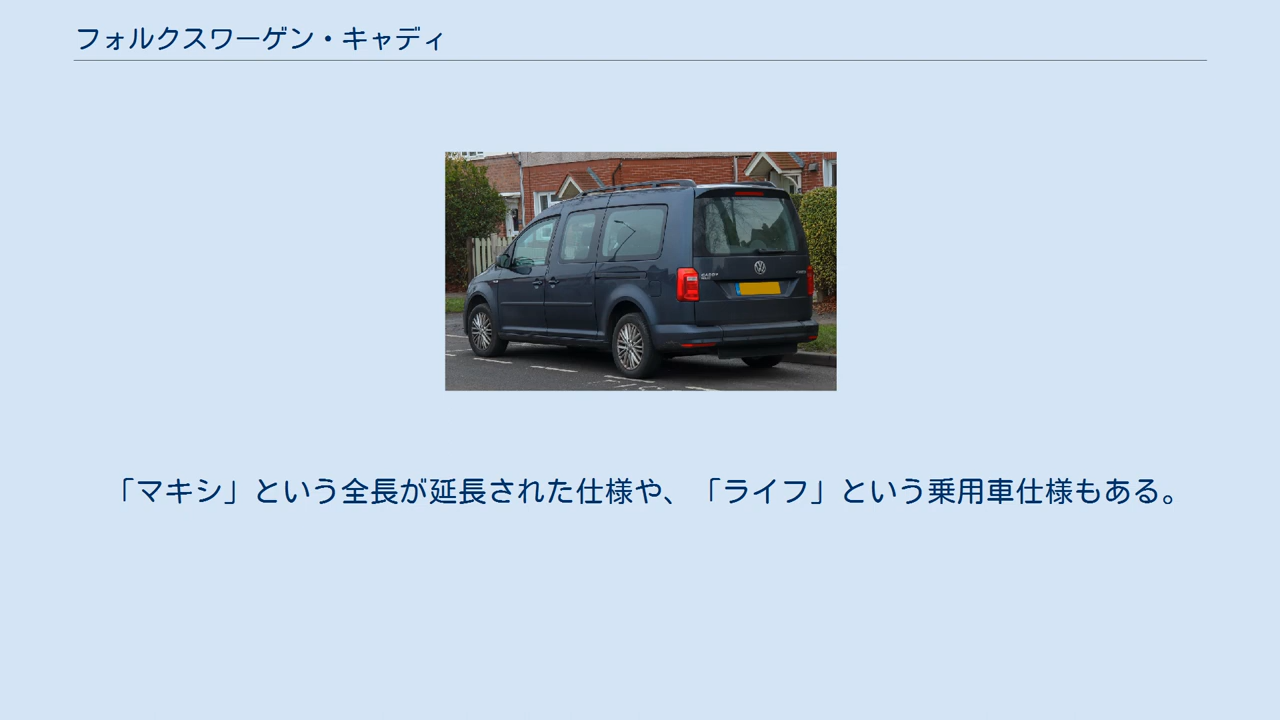 フォルクスワーゲン・キャディ
「マキシ」という全長が延長された仕様や、「ライフ」という乗用車仕様もある。